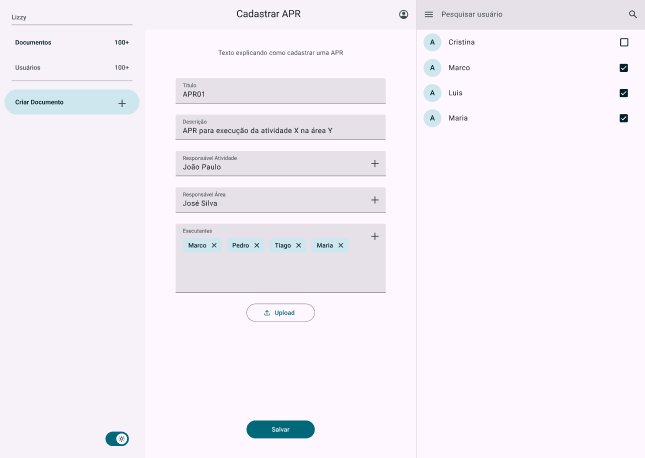 Lizzy
Documentos 100+
Usuários 100+
Criar Documento
Cadastrar APR
Texto explicando como cadastrar uma APR
Título
APR01
Descrição
APR para execução da atividade X na área Y
Responsável Atividade
João Paulo
Responsável Área
José Silva
Executantes
Marco Pedro Tiago Maria
Upload
Salvar
Pesquisar usuário
A Cristina
A Marco
A Luis
A Maria